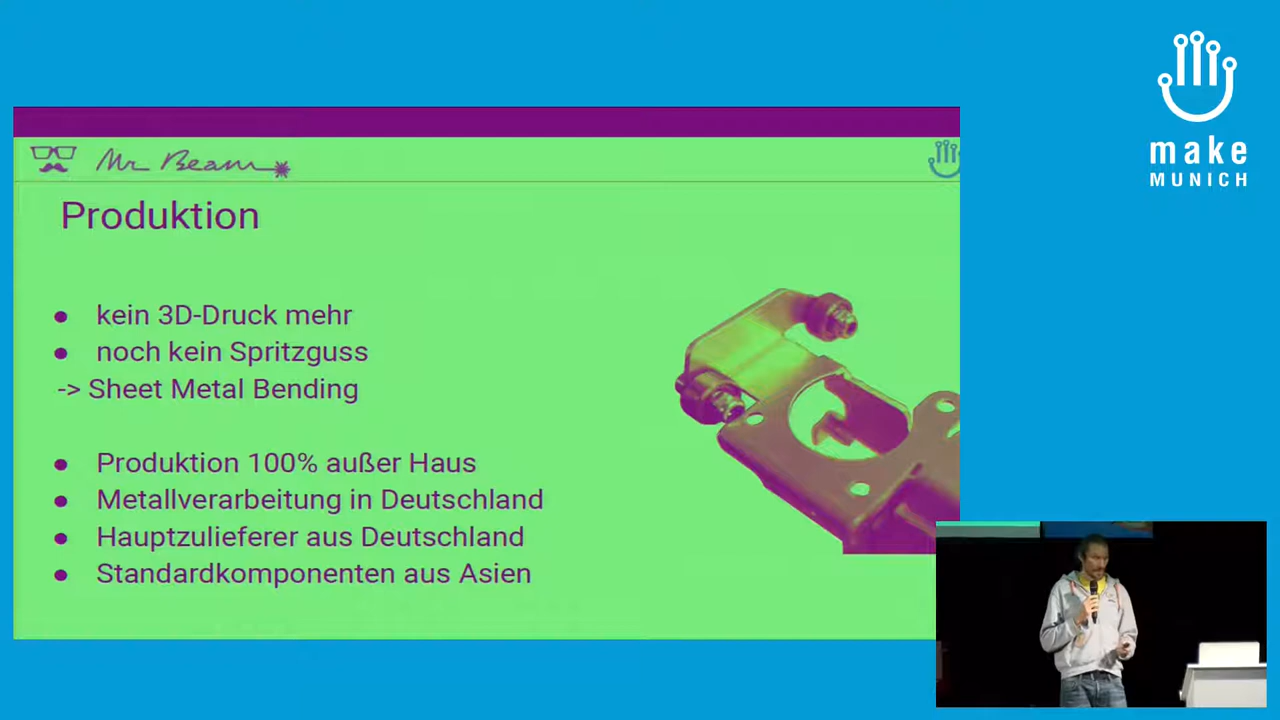 make
MUNICH
Mr Beam
Produktion
● kein 3D-Druck mehr
● noch kein Spritzguss
-> Sheet Metal Bending
● Produktion 100% außer Haus
● Metallverarbeitung in Deutschland
● Hauptzulieferer aus Deutschland
● Standardkomponenten aus Asien